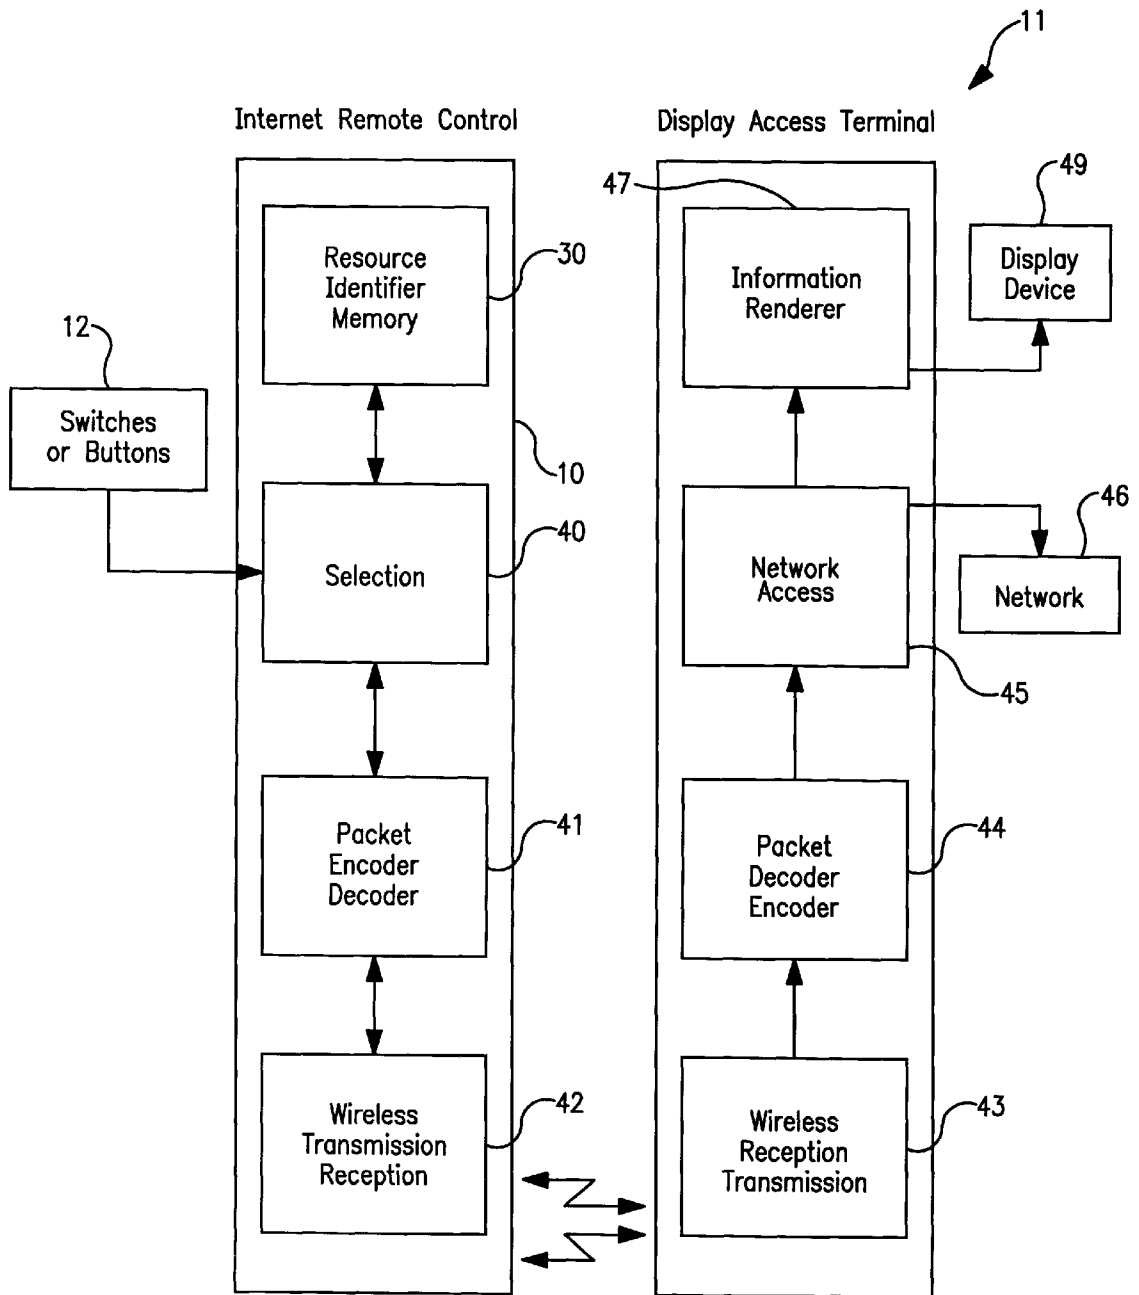 11
Internet Remote Control
Display Access Terminal
47
49
Resource
Identifier
Memory
30
Information
Renderer
Display
Device
12
Switches
or Buttons
10
40
46
Selection
Network
Access
Network
45
41
44
Packet
Encoder
Decoder
Packet
Decoder
Encoder
42
43
Wireless
Transmission
Reception
Wireless
Reception
Transmission